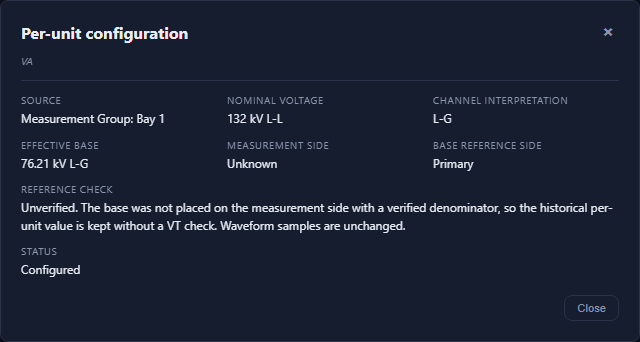 Per-unit configuration
×
VA
SOURCE
Measurement Group: Bay 1
NOMINAL VOLTAGE
132 kV L-L
CHANNEL INTERPRETATION
L-G
EFFECTIVE BASE
76.21 kV L-G
MEASUREMENT SIDE
Unknown
BASE REFERENCE SIDE
Primary
REFERENCE CHECK
Unverified. The base was not placed on the measurement side with a verified denominator, so the historical per-
unit value is kept without a VT check. Waveform samples are unchanged.
STATUS
Configured
Close